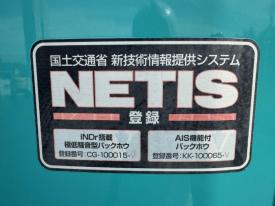 国土交通省 新技術情報提供システム
NETIS
登録
iNDr搭載
極低騒音型バックホウ
登録番号:CG-100015-V
AIS機能付
バックホウ
登録番号:KK-100065-V